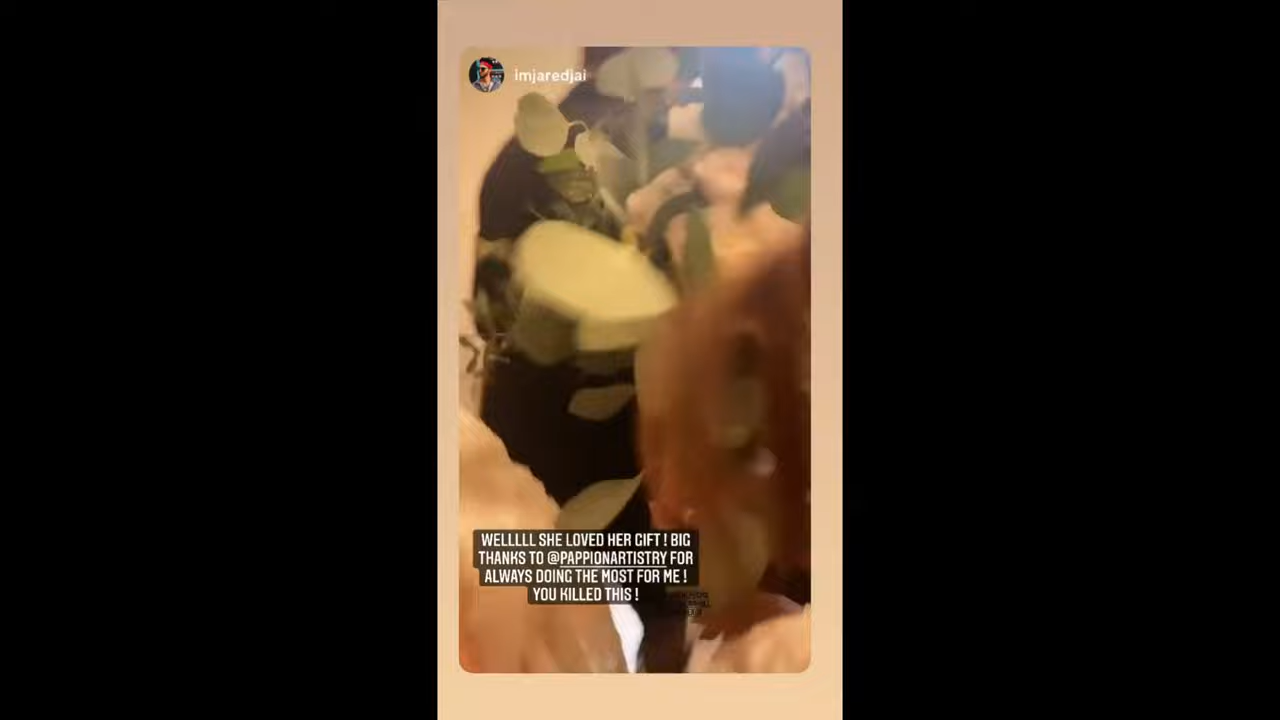 imjaredjai
WELLLLL SHE LOVED HER GIFT ! BIG
THANKS TO @PAPPIONARTISTRY FOR
ALWAYS DOING THE MOST FOR ME !
YOU KILLED THIS !